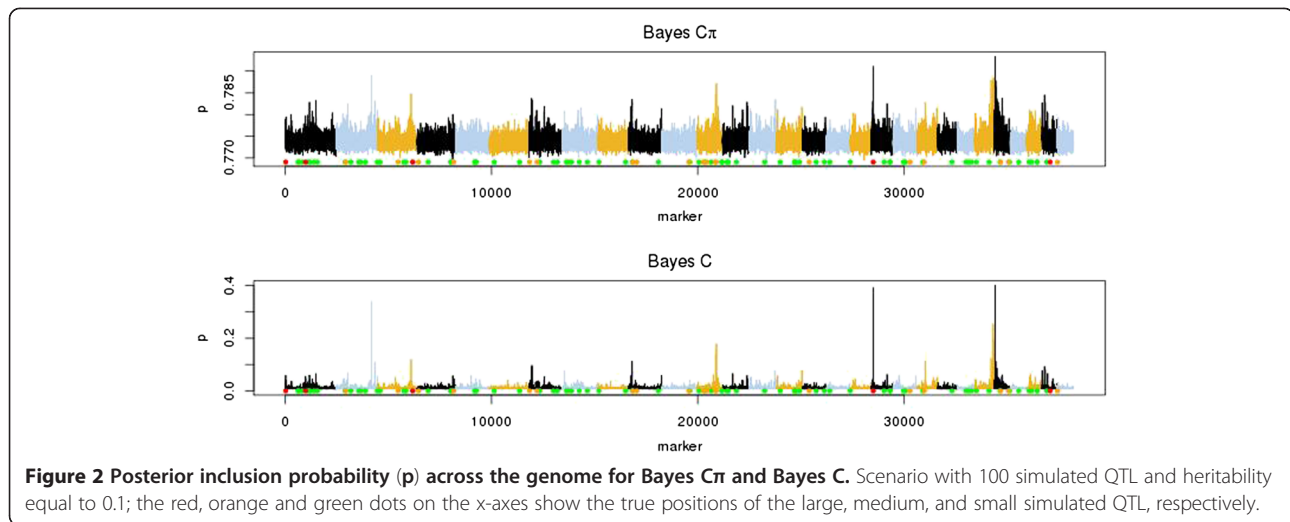 Bayes Cπ
p
0.785
0.770
0 10000 20000 30000
marker
Bayes C
p
0.4
0.2
0.0
0 10000 20000 30000
marker
Figure 2 Posterior inclusion probability (p) across the genome for Bayes Cπ and Bayes C. Scenario with 100 simulated QTL and heritability
equal to 0.1; the red, orange and green dots on the x-axes show the true positions of the large, medium, and small simulated QTL, respectively.